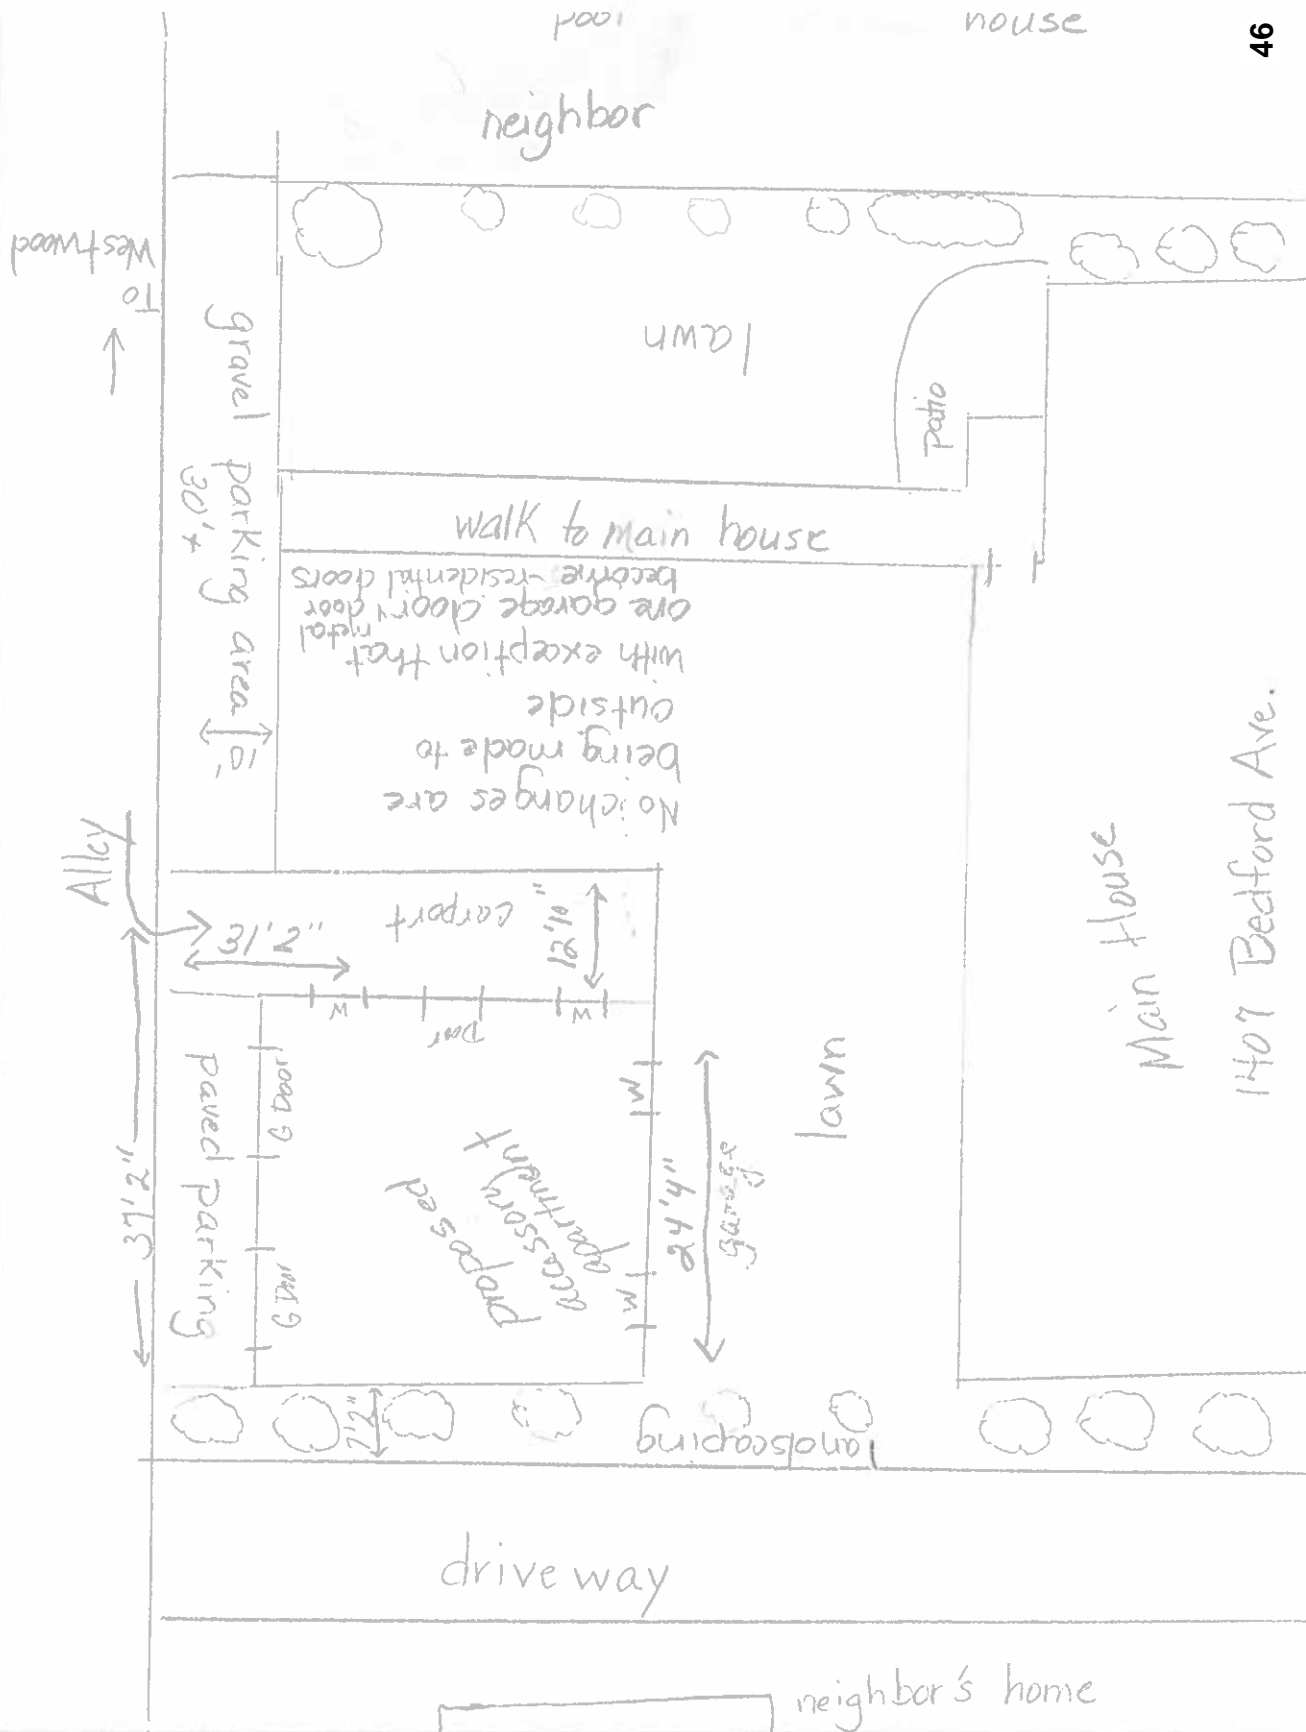 pool
house
46
neighbor
To
Westwood
lawn
patio
gravel parking area
30'±
10'
walk to main house
No changes are
being made to
outside
with exception that
one garage door & metal door
become residental doors
Alley
31'2"
carport
12'10"
W
Door
W
37'2"
paved parking
G Door
G Door
proposed
accessory
apartment
W
W
24'4"
garage
lawn
Main House
1407 Bedford Ave.
7'2"
landscaping
driveway
neighbor's home